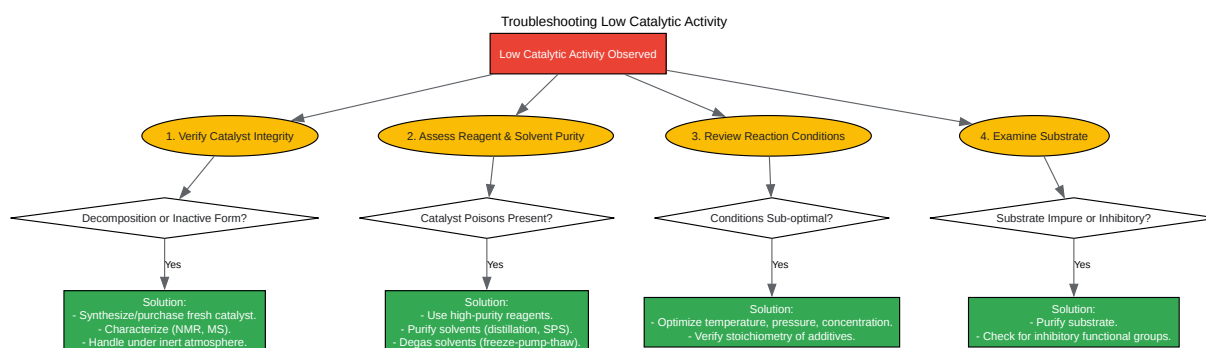 Troubleshooting Low Catalytic Activity
Low Catalytic Activity Observed
1. Verify Catalyst Integrity
2. Assess Reagent & Solvent Purity
3. Review Reaction Conditions
4. Examine Substrate
Decomposition or Inactive Form?
Catalyst Poisons Present?
Conditions Sub-optimal?
Substrate Impure or Inhibitory?
Yes
Yes
Yes
Yes
Solution:
- Synthesize/purchase fresh catalyst.
- Characterize (NMR, MS).
- Handle under inert atmosphere.
Solution:
- Use high-purity reagents.
- Purify solvents (distillation, SPS).
- Degas solvents (freeze-pump-thaw).
Solution:
- Optimize temperature, pressure, concentration.
- Verify stoichiometry of additives.
Solution:
- Purify substrate.
- Check for inhibitory functional groups.